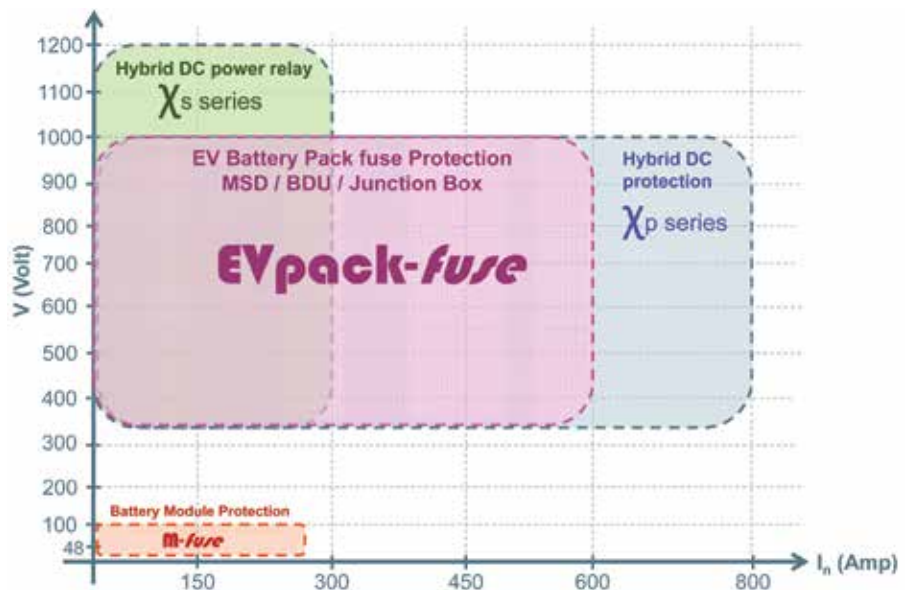 1200
1100
1000
900
800
700
600
500
400
300
200
100
48
V (Volt)
Hybrid DC power relay
χs series
EV Battery Pack fuse Protection
MSD / BDU / Junction Box
EVpack-fuse
Hybrid DC
protection
χp series
Battery Module Protection
M-fuse
150
300
450
600
800
In (Amp)